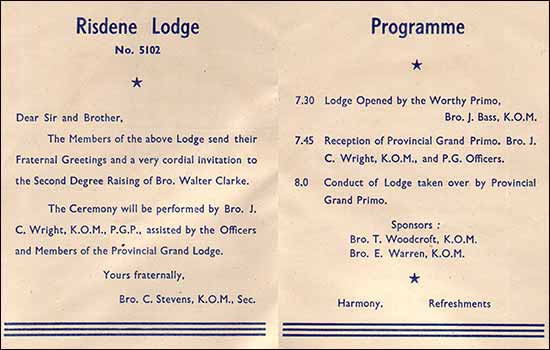 Risdene Lodge
No. 5102
Dear Sir and Brother,
The Members of the above Lodge send their
Fraternal Greetings and a very cordial invitation to
the Second Degree Raising of Bro. Walter Clarke.
The Ceremony will be performed by Bro. J.
C. Wright, K.O.M., P.G.P., assisted by the Officers
and Members of the Provincial Grand Lodge.
Yours fraternally,
Bro. C. Stevens, K.O.M., Sec.
Programme
7.30 Lodge Opened by the Worthy Primo,
Bro. J. Bass, K.O.M.
7.45 Reception of Provincial Grand Primo. Bro. J.
C. Wright, K.O.M., and P.G. Officers.
8.0 Conduct of Lodge taken over by Provincial
Grand Primo.
Sponsors :
Bro. T. Woodcroft, K.O.M.
Bro. E. Warren, K.O.M.
Harmony. Refreshments